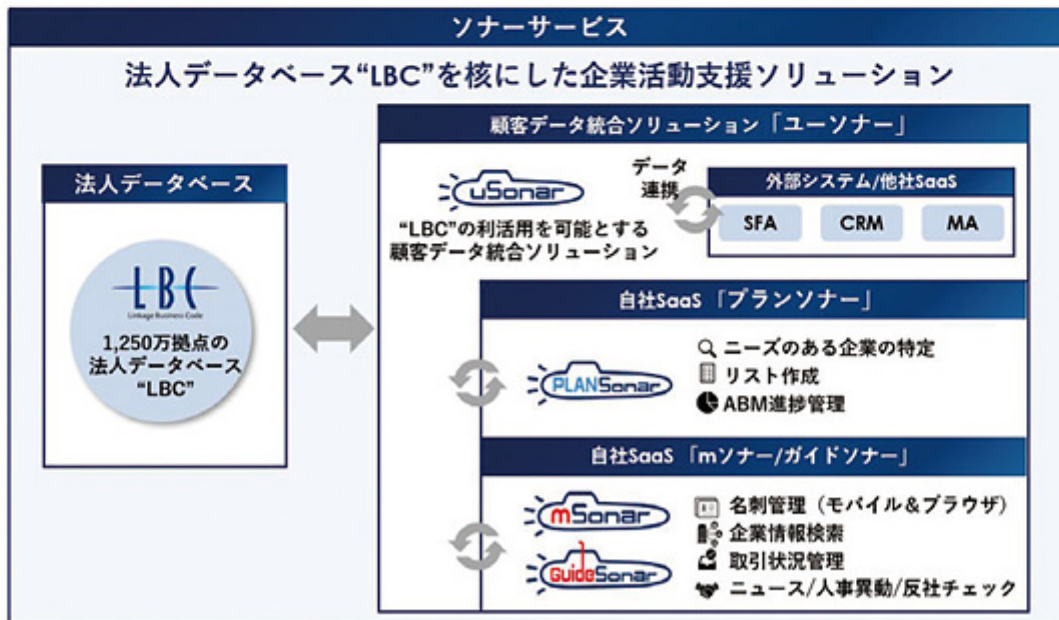 ソナーサービス
法人データベース“LBC”を核にした企業活動支援ソリューション
法人データベース
LBC
Linkage Business Code
1,250万拠点の
法人データベース
“LBC”
顧客データ統合ソリューション「ユーソナー」
uSonar
“LBC”の利活用を可能とする
顧客データ統合ソリューション
データ
連携
外部システム/他社SaaS
SFA CRM MA
自社SaaS「プランソナー」
PLANSonar
ニーズのある企業の特定
リスト作成
ABM進捗管理
自社SaaS「mソナー/ガイドソナー」
mSonar
GuideSonar
名刺管理（モバイル＆ブラウザ）
企業情報検索
取引状況管理
ニュース/人事異動/反社チェック